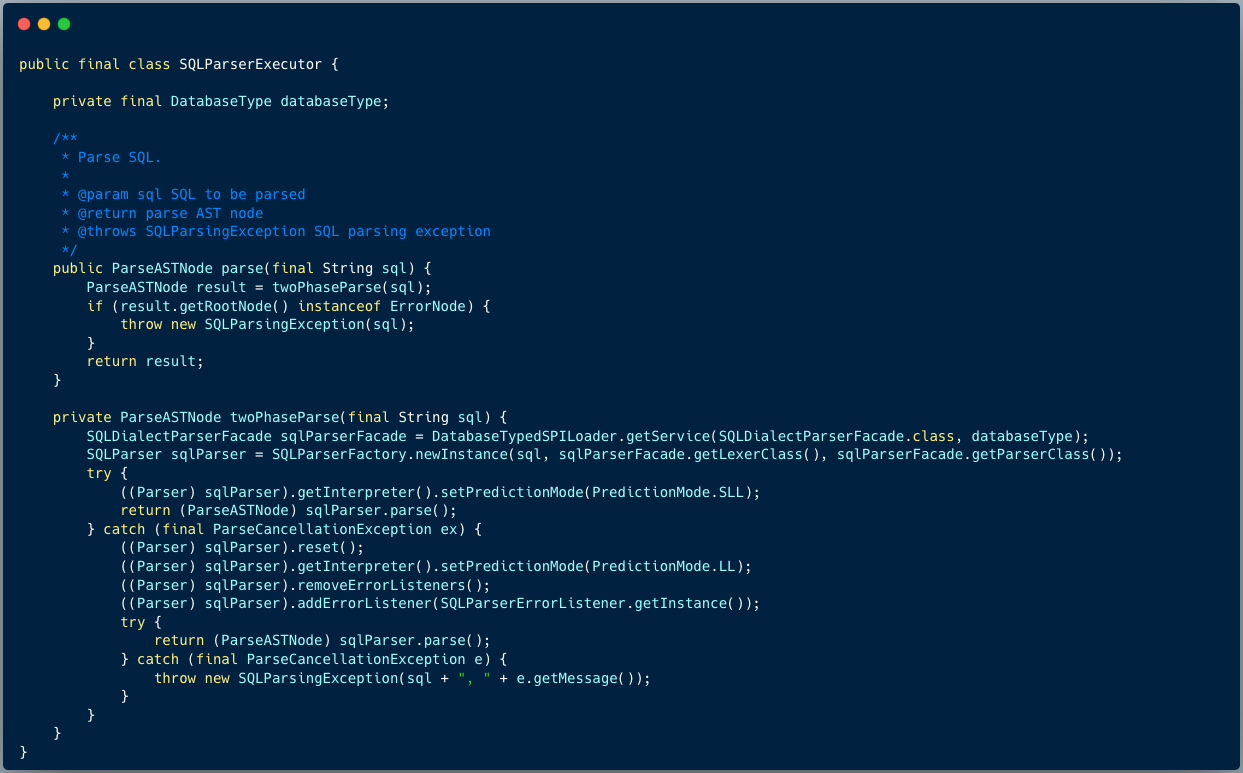 public final class SQLParserExecutor {
    private final DatabaseType databaseType;
    /**
     * Parse SQL.
     *
     * @param sql SQL to be parsed
     * @return parse AST node
     * @throws SQLParsingException SQL parsing exception
     */
    public ParseASTNode parse(final String sql) {
        ParseASTNode result = twoPhaseParse(sql);
        if (result.getRootNode() instanceof ErrorNode) {
            throw new SQLParsingException(sql);
        }
        return result;
    }
    private ParseASTNode twoPhaseParse(final String sql) {
        SQLDialectParserFacade sqlParserFacade = DatabaseTypedSPILoader.getService(SQLDialectParserFacade.class, databaseType);
        SQLParser sqlParser = SQLParserFactory.newInstance(sql, sqlParserFacade.getLexerClass(), sqlParserFacade.getParserClass());
        try {
            ((Parser) sqlParser).getInterpreter().setPredictionMode(PredictionMode.SLL);
            return (ParseASTNode) sqlParser.parse();
        } catch (final ParseCancellationException ex) {
            ((Parser) sqlParser).reset();
            ((Parser) sqlParser).getInterpreter().setPredictionMode(PredictionMode.LL);
            ((Parser) sqlParser).removeErrorListeners();
            ((Parser) sqlParser).addErrorListener(SQLParserErrorListener.getInstance());
            try {
                return (ParseASTNode) sqlParser.parse();
            } catch (final ParseCancellationException e) {
                throw new SQLParsingException(sql + ", " + e.getMessage());
            }
        }
    }
}